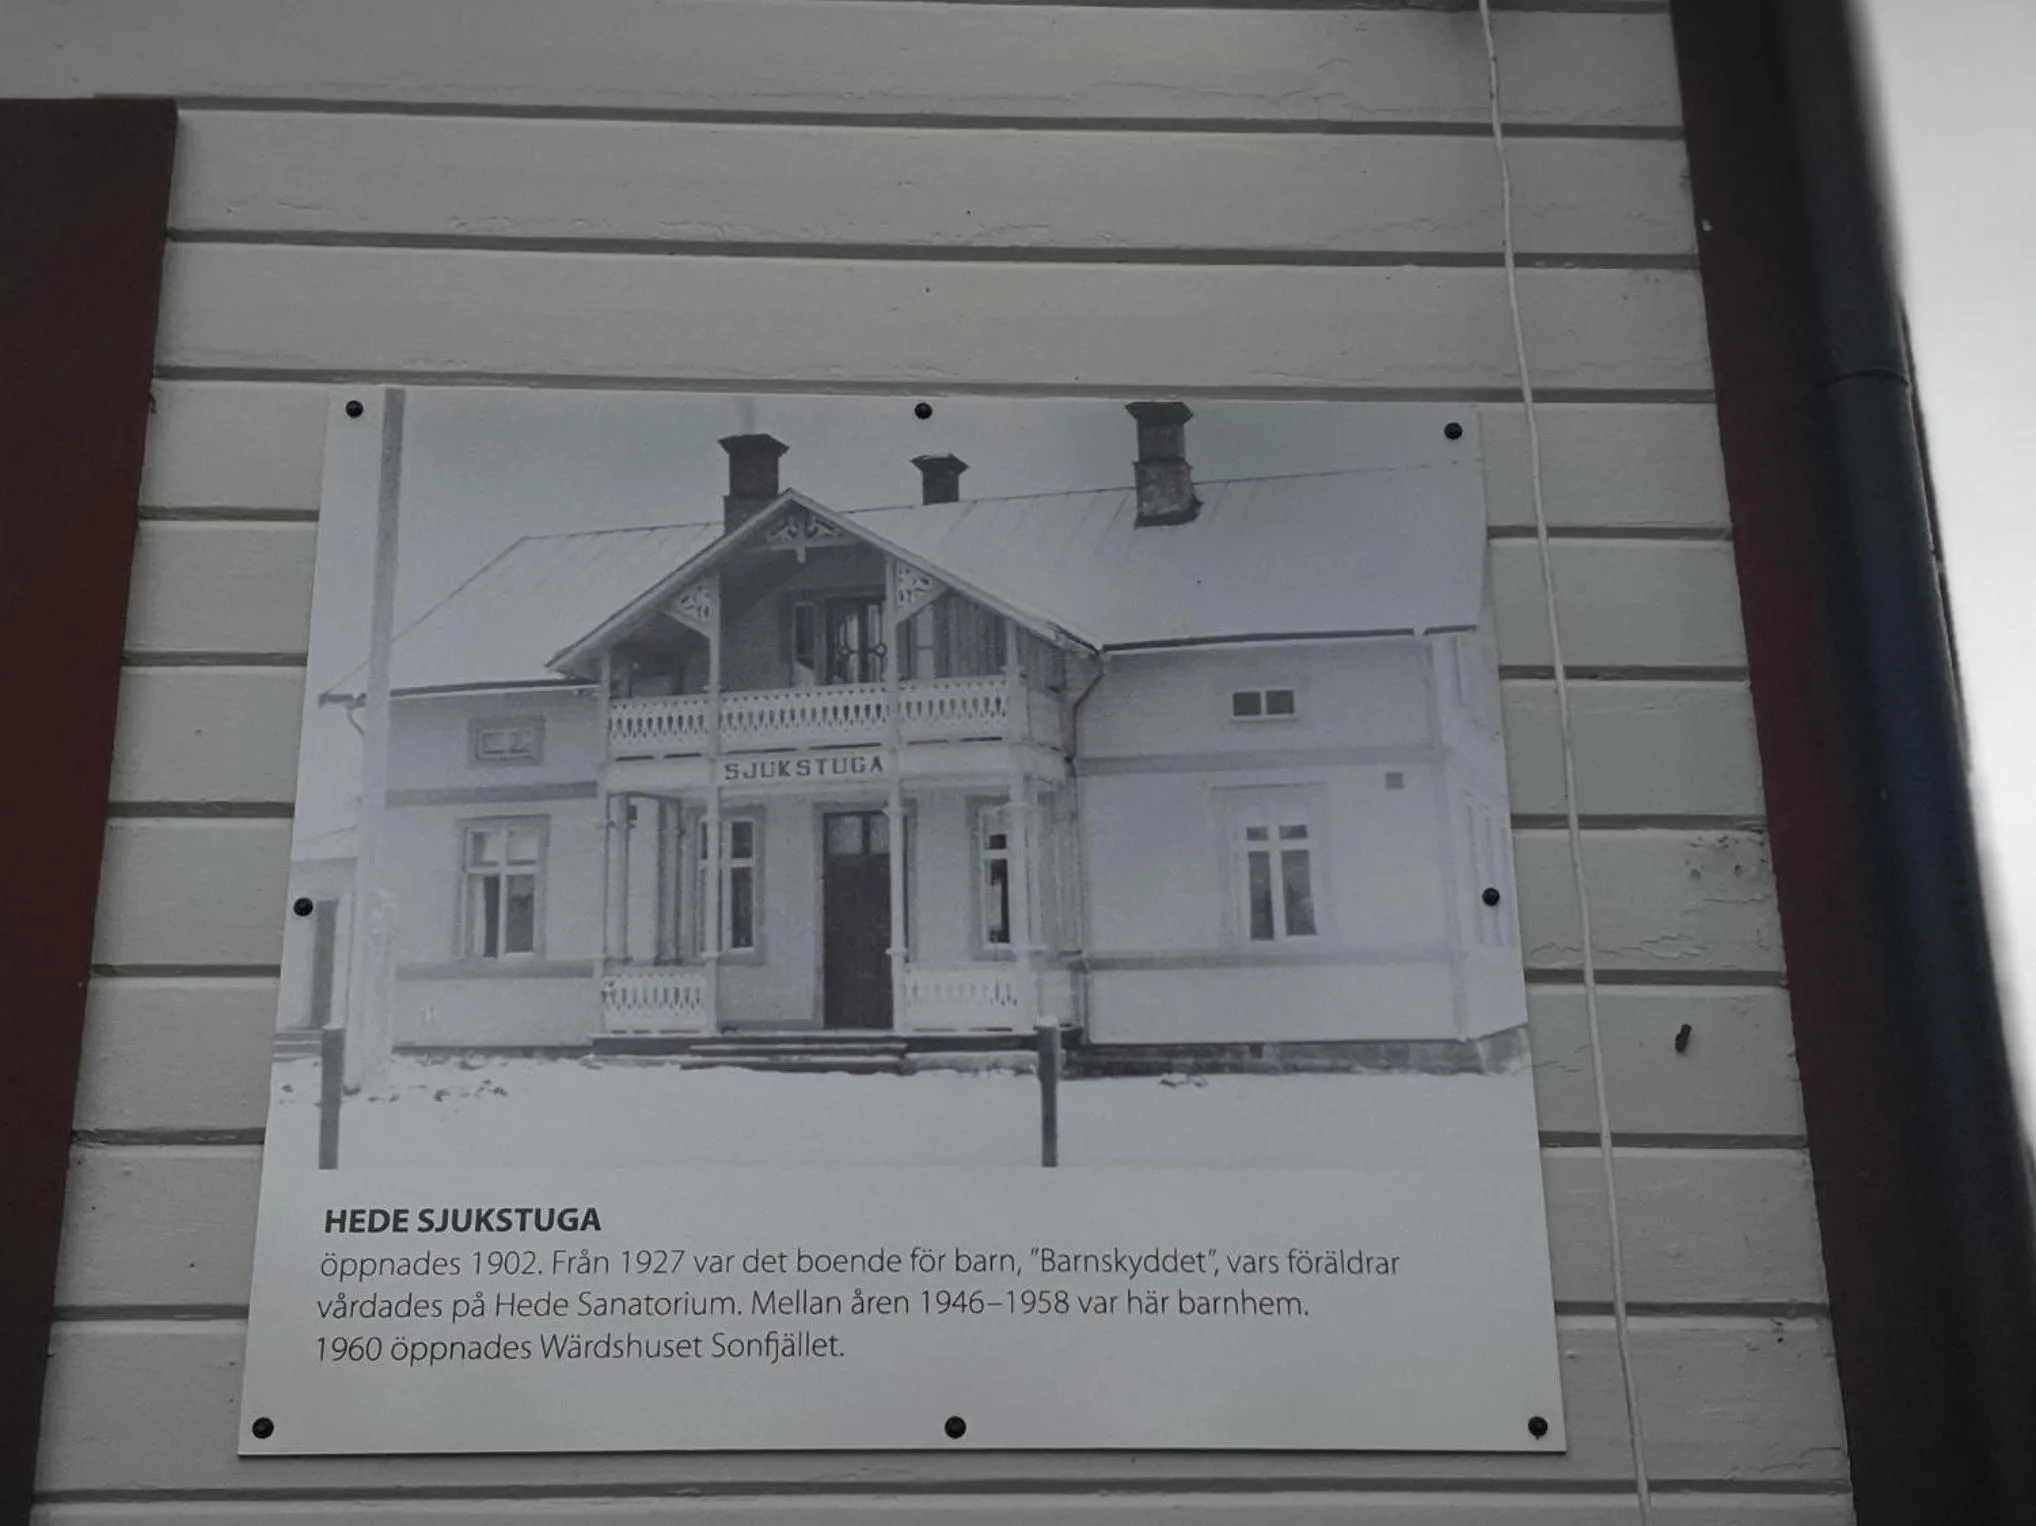 SJUKSTUGA
HEDE SJUKSTUGA
öppnades 1902. Från 1927 var det boende för barn, ”Barnskyddet”, vars föräldrar
vårdades på Hede Sanatorium. Mellan åren 1946–1958 var här barnhem.
1960 öppnades Wärdshuset Sonfjället.